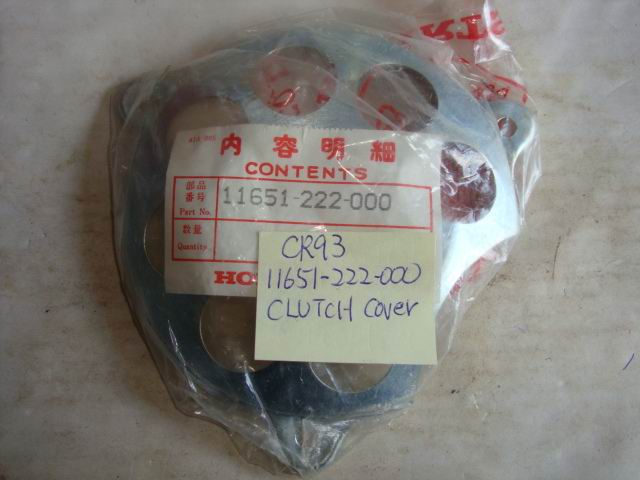 内容明細
CONTENTS
部品
番号
Part No.
11651-222-000
数量
Quantity
HO
CR93
11651-222-000
CLUTCH Cover